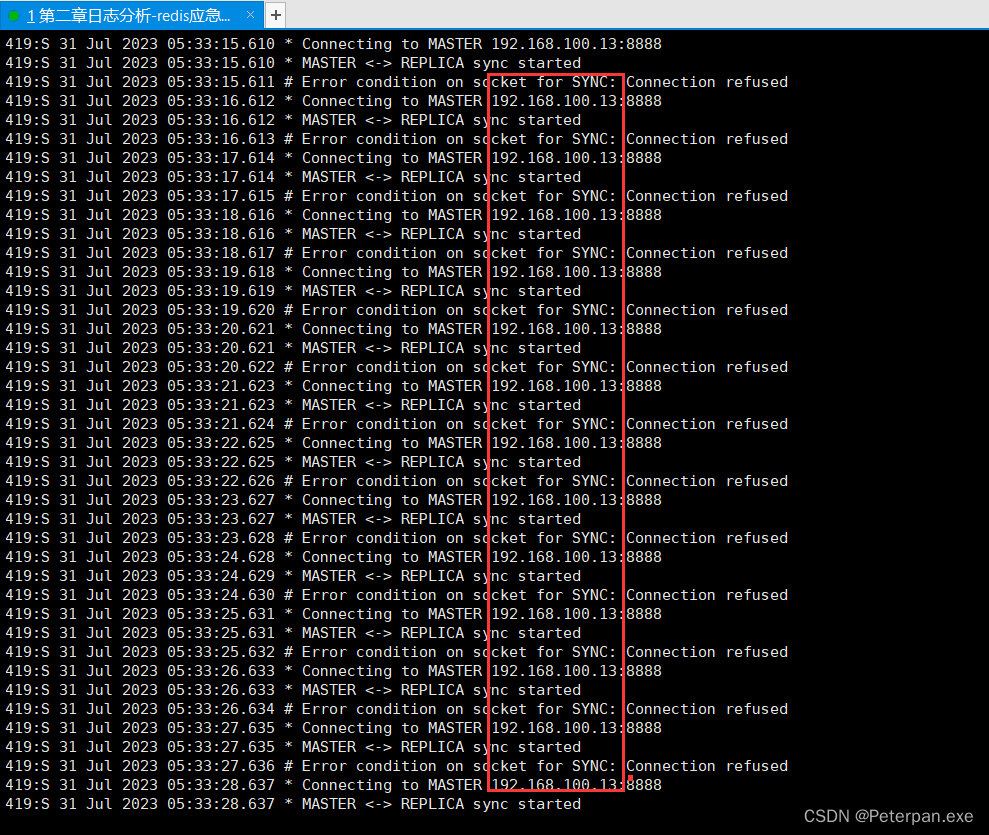 1 第二章日志分析-redis应急... × +
419:S 31 Jul 2023 05:33:15.610 * Connecting to MASTER 192.168.100.13:8888
419:S 31 Jul 2023 05:33:15.610 * MASTER <-> REPLICA sync started
419:S 31 Jul 2023 05:33:15.611 # Error condition on socket for SYNC: Connection refused
419:S 31 Jul 2023 05:33:16.612 * Connecting to MASTER 192.168.100.13:8888
419:S 31 Jul 2023 05:33:16.612 * MASTER <-> REPLICA sync started
419:S 31 Jul 2023 05:33:16.613 # Error condition on socket for SYNC: Connection refused
419:S 31 Jul 2023 05:33:17.614 * Connecting to MASTER 192.168.100.13:8888
419:S 31 Jul 2023 05:33:17.614 * MASTER <-> REPLICA sync started
419:S 31 Jul 2023 05:33:17.615 # Error condition on socket for SYNC: Connection refused
419:S 31 Jul 2023 05:33:18.616 * Connecting to MASTER 192.168.100.13:8888
419:S 31 Jul 2023 05:33:18.616 * MASTER <-> REPLICA sync started
419:S 31 Jul 2023 05:33:18.617 # Error condition on socket for SYNC: Connection refused
419:S 31 Jul 2023 05:33:19.618 * Connecting to MASTER 192.168.100.13:8888
419:S 31 Jul 2023 05:33:19.619 * MASTER <-> REPLICA sync started
419:S 31 Jul 2023 05:33:19.620 # Error condition on socket for SYNC: Connection refused
419:S 31 Jul 2023 05:33:20.621 * Connecting to MASTER 192.168.100.13:8888
419:S 31 Jul 2023 05:33:20.621 * MASTER <-> REPLICA sync started
419:S 31 Jul 2023 05:33:20.622 # Error condition on socket for SYNC: Connection refused
419:S 31 Jul 2023 05:33:21.623 * Connecting to MASTER 192.168.100.13:8888
419:S 31 Jul 2023 05:33:21.623 * MASTER <-> REPLICA sync started
419:S 31 Jul 2023 05:33:21.624 # Error condition on socket for SYNC: Connection refused
419:S 31 Jul 2023 05:33:22.625 * Connecting to MASTER 192.168.100.13:8888
419:S 31 Jul 2023 05:33:22.625 * MASTER <-> REPLICA sync started
419:S 31 Jul 2023 05:33:22.626 # Error condition on socket for SYNC: Connection refused
419:S 31 Jul 2023 05:33:23.627 * Connecting to MASTER 192.168.100.13:8888
419:S 31 Jul 2023 05:33:23.627 * MASTER <-> REPLICA sync started
419:S 31 Jul 2023 05:33:23.628 # Error condition on socket for SYNC: Connection refused
419:S 31 Jul 2023 05:33:24.628 * Connecting to MASTER 192.168.100.13:8888
419:S 31 Jul 2023 05:33:24.629 * MASTER <-> REPLICA sync started
419:S 31 Jul 2023 05:33:24.630 # Error condition on socket for SYNC: Connection refused
419:S 31 Jul 2023 05:33:25.631 * Connecting to MASTER 192.168.100.13:8888
419:S 31 Jul 2023 05:33:25.631 * MASTER <-> REPLICA sync started
419:S 31 Jul 2023 05:33:25.632 # Error condition on socket for SYNC: Connection refused
419:S 31 Jul 2023 05:33:26.633 * Connecting to MASTER 192.168.100.13:8888
419:S 31 Jul 2023 05:33:26.633 * MASTER <-> REPLICA sync started
419:S 31 Jul 2023 05:33:26.634 # Error condition on socket for SYNC: Connection refused
419:S 31 Jul 2023 05:33:27.635 * Connecting to MASTER 192.168.100.13:8888
419:S 31 Jul 2023 05:33:27.635 * MASTER <-> REPLICA sync started
419:S 31 Jul 2023 05:33:27.636 # Error condition on socket for SYNC: Connection refused
419:S 31 Jul 2023 05:33:28.637 * Connecting to MASTER 192.168.100.13:8888
419:S 31 Jul 2023 05:33:28.637 * MASTER <-> REPLICA sync started
CSDN @Peterpan.exe